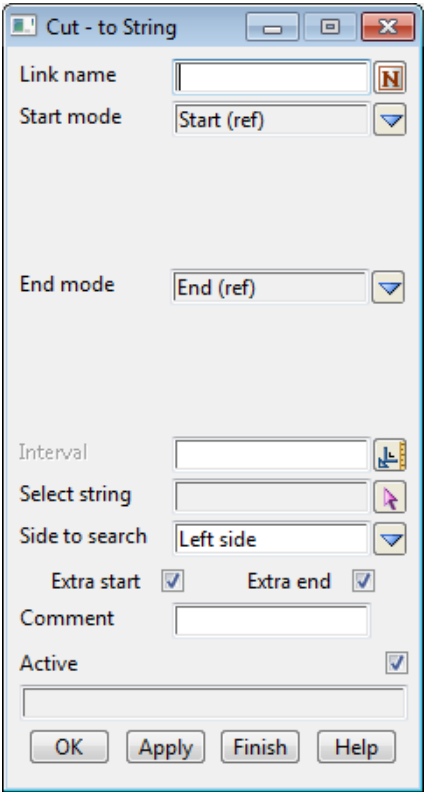 Cut - to String
Link name
N
Start mode Start (ref)
End mode End (ref)
Interval
Select string
Side to search Left side
Extra start Extra end
Comment
Active
OK Apply Finish Help